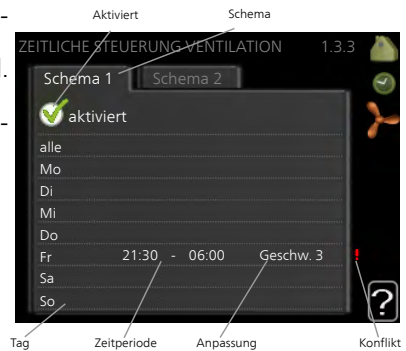 Aktiviert Schema
ZEITLICHE STEUERUNG VENTILATION 1.3.3
Schema 1 Schema 2
aktiviert
alle
Mo
Di
Mi
Do
Fr 21:30 - 06:00 Geschw. 3 !
Sa
So
?
Tag Zeitperiode Anpassung Konflikt